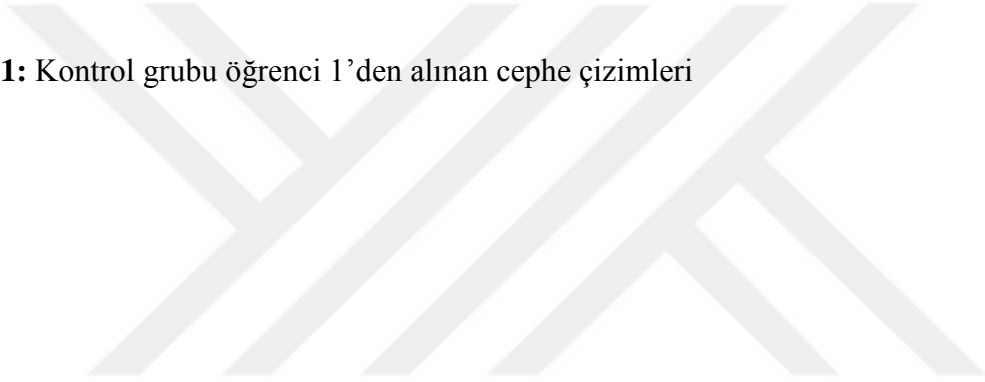 1: Kontrol grubu öğrenci 1’den alınan cephe çizimleri